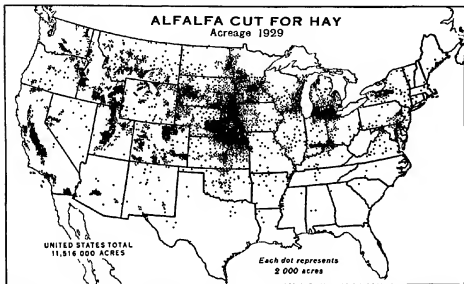 ALFALFA CUT FOR HAY
Acreage 1929
UNITED STATES TOTAL
11,516 000 ACRES
Each dot represents
2 000 acres